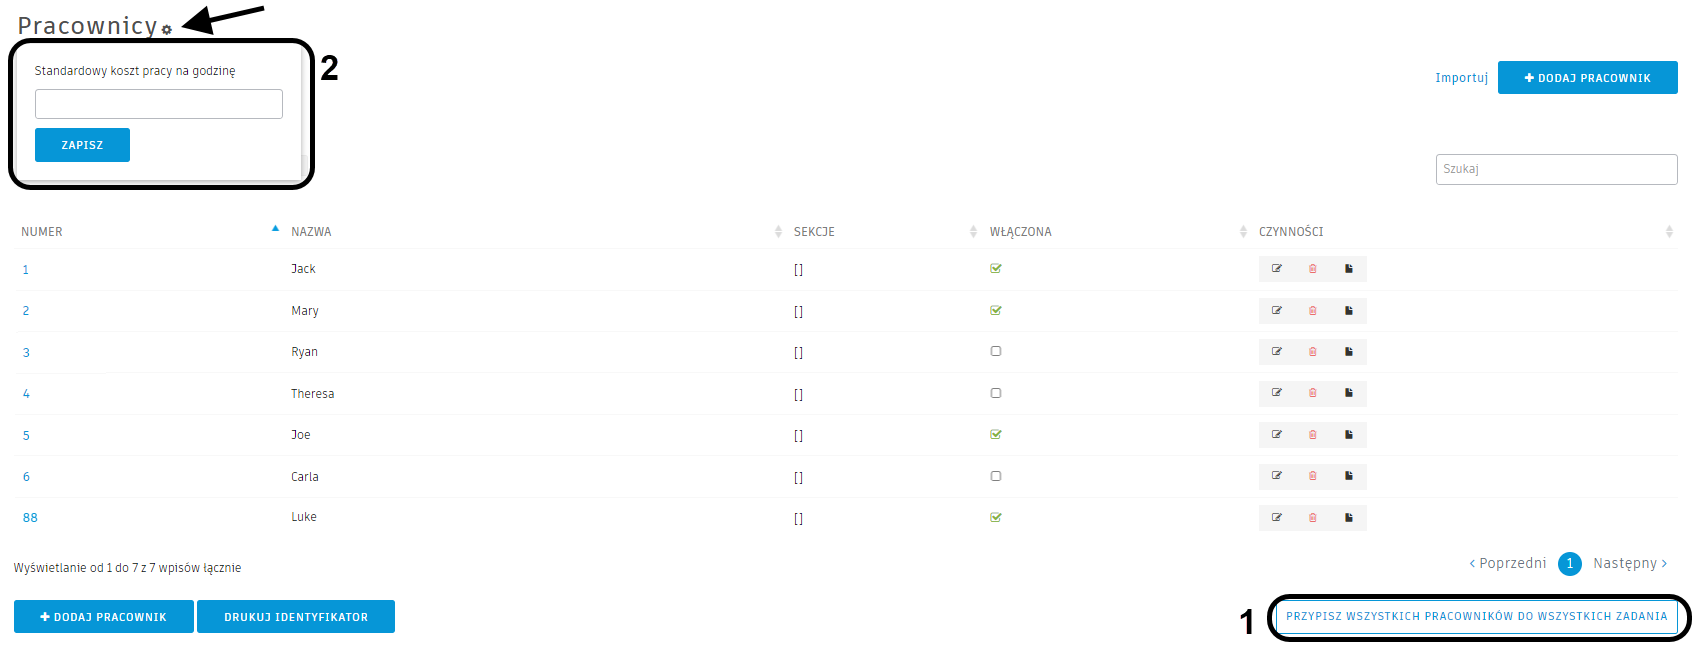 Pracownicy
2
Standardowy koszt pracy na godzinę
ZAPISZ
Importuj
DODAJ PRACOWNIK
Szukaj
NUMER NAZWA SEKCJE WŁĄCZONA CZYNNOŚCI
1 Jack []
2 Mary []
3 Ryan []
4 Theresa []
5 Joe []
6 Carla []
88 Luke []
Wyświetlanie od 1 do 7 z 7 wpisów łącznie
< Poprzedni 1 Następny >
DODAJ PRACOWNIK
DRUKUJ IDENTYFIKATOR
1
PRZYPISZ WSZYSTKICH PRACOWNIKÓW DO WSZYSTKICH ZADANIA